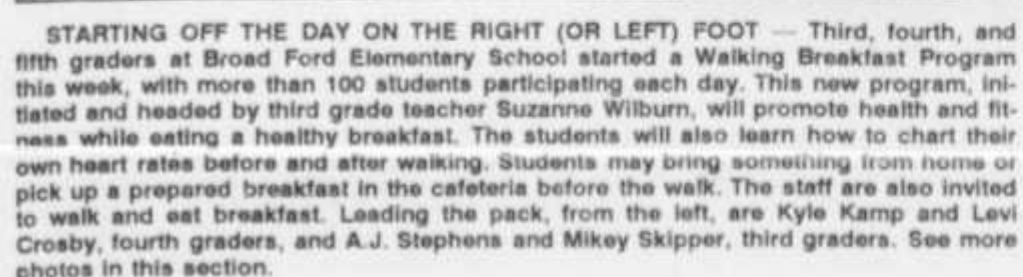 STARTING OFF THE DAY ON THE RIGHT (OR LEFT) FOOT — Third, fourth, and
fifth graders at Broad Ford Elementary School started a Walking Breakfast Program
this week, with more than 100 students participating each day. This new program, ini-
tiated and headed by third grade teacher Suzanne Wilburn, will promote health and fit-
ness while eating a healthy breakfast. The students will also learn how to chart their
own heart rates before and after walking. Students may bring something from home or
pick up a prepared breakfast in the cafeteria before the walk. The staff are also invited
to walk and eat breakfast. Leading the pack, from the left, are Kyle Kamp and Levi
Crosby, fourth graders, and A.J. Stephens and Mikey Skipper, third graders. See more
photos in this section.